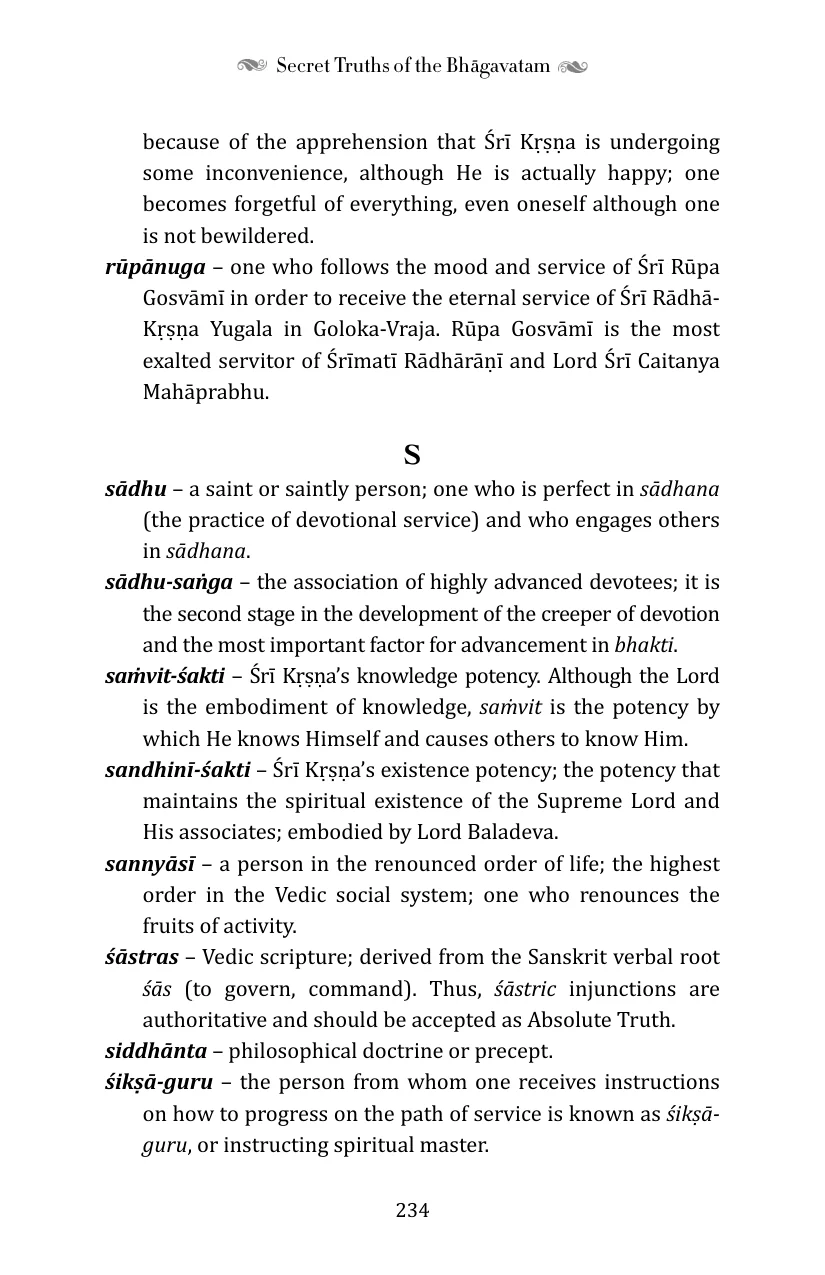 Secret Truths of the Bhāgavatam
because of the apprehension that Śrī Kṛṣṇa is undergoing
some inconvenience, although He is actually happy; one
becomes forgetful of everything, even oneself although one
is not bewildered.
rūpānuga – one who follows the mood and service of Śrī Rūpa
Gosvāmī in order to receive the eternal service of Śrī Rādhā-
Kṛṣṇa Yugala in Goloka-Vraja. Rūpa Gosvāmī is the most
exalted servitor of Śrīmatī Rādhārāṇī and Lord Śrī Caitanya
Mahāprabhu.
S
sādhu – a saint or saintly person; one who is perfect in sādhana
(the practice of devotional service) and who engages others
in sādhana.
sādhu-saṅga – the association of highly advanced devotees; it is
the second stage in the development of the creeper of devotion
and the most important factor for advancement in bhakti.
saṁvit-śakti – Śrī Kṛṣṇa’s knowledge potency. Although the Lord
is the embodiment of knowledge, saṁvit is the potency by
which He knows Himself and causes others to know Him.
sandhinī-śakti – Śrī Kṛṣṇa’s existence potency; the potency that
maintains the spiritual existence of the Supreme Lord and
His associates; embodied by Lord Baladeva.
sannyāsī – a person in the renounced order of life; the highest
order in the Vedic social system; one who renounces the
fruits of activity.
śāstras – Vedic scripture; derived from the Sanskrit verbal root
śās (to govern, command). Thus, śāstric injunctions are
authoritative and should be accepted as Absolute Truth.
siddhānta – philosophical doctrine or precept.
śikṣā-guru – the person from whom one receives instructions
on how to progress on the path of service is known as śikṣā-
guru, or instructing spiritual master.
234